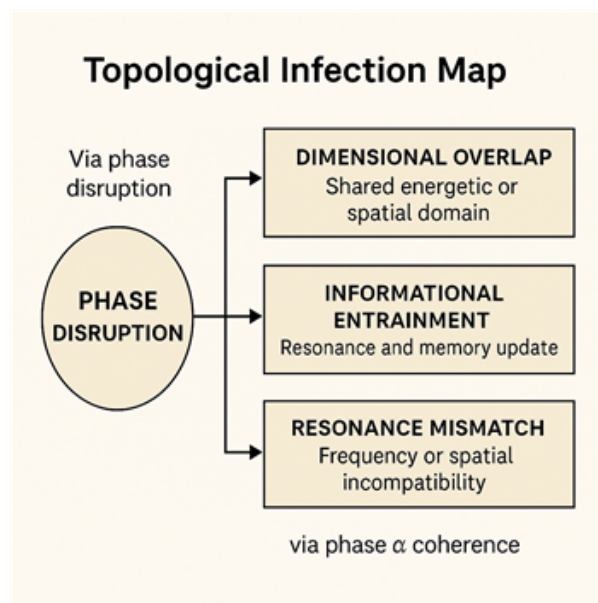 Topological Infection Map
Via phase
disruption
PHASE
DISRUPTION
DIMENSIONAL OVERLAP
Shared energetic or
spatial domain
INFORMATIONAL
ENTRAINMENT
Resonance and memory update
RESONANCE MISMATCH
Frequency or spatial
incompatibility
via phase α coherence